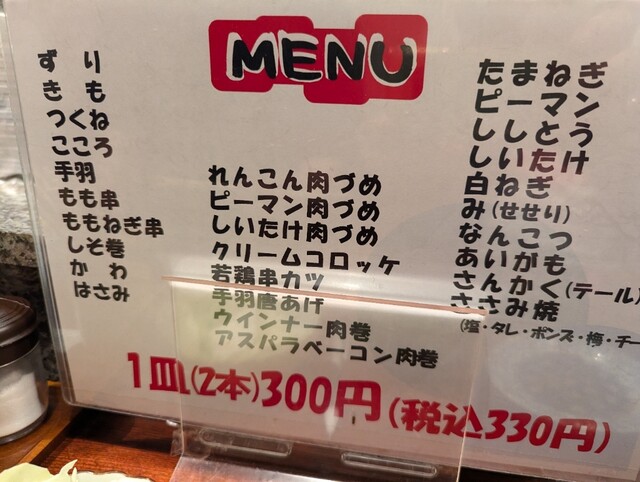 MENU
ずり
きも
つくね
こころ
手羽
もも串
ももねぎ串
しそ巻
かわ
はさみ
れんこん肉づめ
ピーマン肉づめ
しいたけ肉づめ
クリームコロッケ
若鶏串カツ
手羽唐あげ
ウインナー肉巻
アスパラベーコン肉巻
たまねぎ
ピーマン
ししとう
しいたけ
白ねぎ
み(せせり)
なんこつ
あいがも
さんかく(テール)
ささみ焼
(塩・タレ・ポンズ・梅・チー
1皿(2本)300円(税込330円)